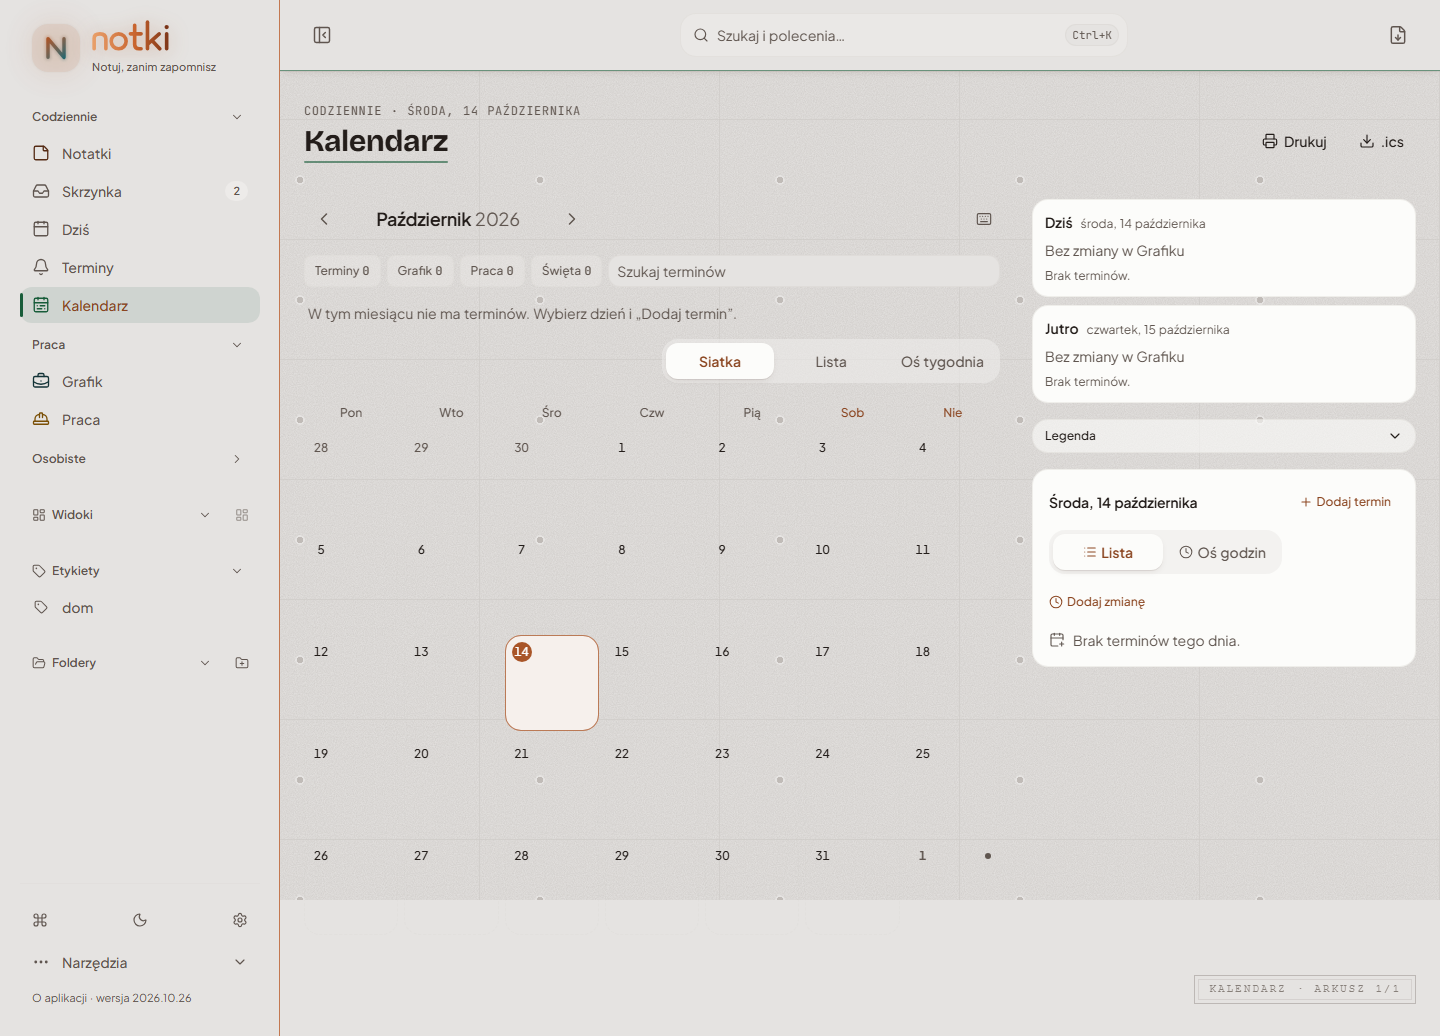 N notki
Notuj, zanim zapomnisz
Codziennie
Notatki
Skrzynka 2
Dziś
Terminy
Kalendarz
Praca
Grafik
Praca
Osobiste
Widoki
Etykiety
dom
Foldery
Narzędzia
O aplikacji · wersja 2026.10.26
Szukaj i polecenia... Ctrl+K
CODZIENNIE · ŚRODA, 14 PAŹDZIERNIKA
Kalendarz
Drukuj .ics
Październik 2026
Terminy 0 Grafik 0 Praca 0 Święta 0 Szukaj terminów
W tym miesiącu nie ma terminów. Wybierz dzień i „Dodaj termin”.
Siatka Lista Oś tygodnia
Pon Wto Śro Czw Pią Sob Nie
28 29 30 1 2 3 4
5 6 7 8 9 10 11
12 13 14 15 16 17 18
19 20 21 22 23 24 25
26 27 28 29 30 31 1
Dziś środa, 14 października
Bez zmiany w Grafiku
Brak terminów.
Jutro czwartek, 15 października
Bez zmiany w Grafiku
Brak terminów.
Legenda
Środa, 14 października + Dodaj termin
Lista Oś godzin
Dodaj zmianę
Brak terminów tego dnia.
KALENDARZ · ARKUSZ 1/1